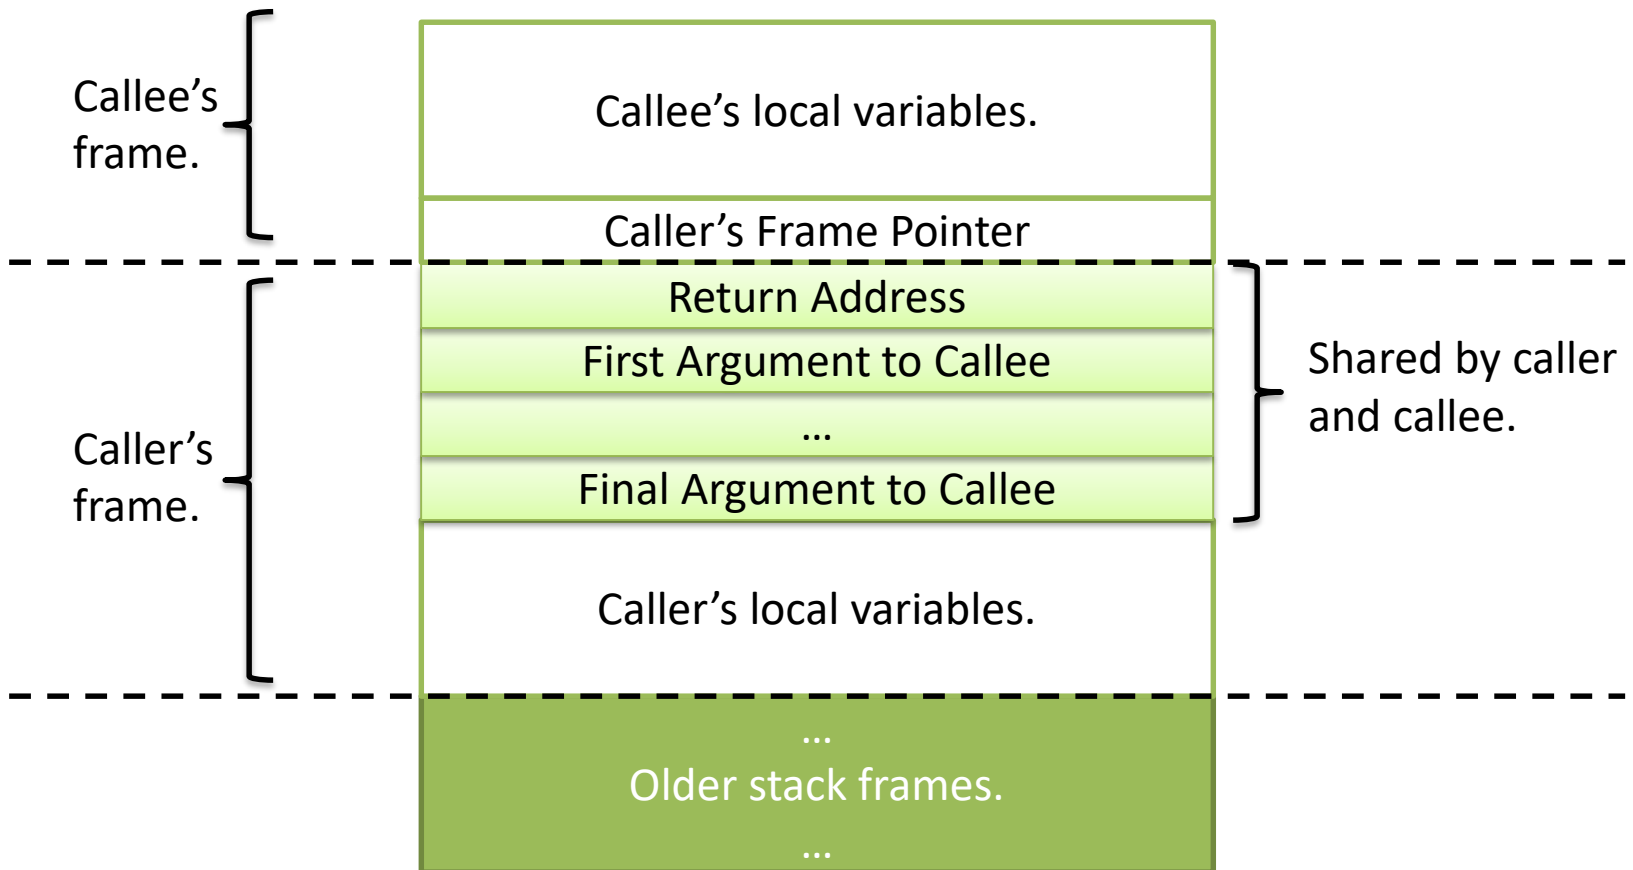 Callee’s
frame.
Callee’s local variables.
Caller’s Frame Pointer
Return Address
First Argument to Callee
…
Final Argument to Callee
Shared by caller
and callee.
Caller’s
frame.
Caller’s local variables.
…
Older stack frames.
…